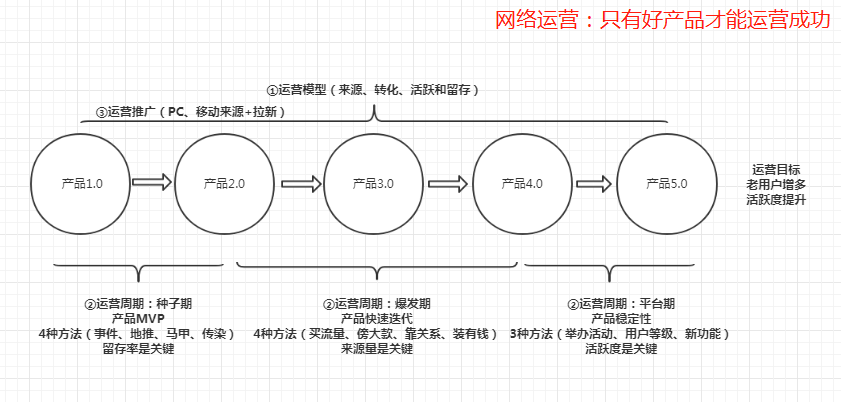 网络运营：只有好产品才能运营成功
①运营模型（来源、转化、活跃和留存）
③运营推广（PC、移动来源+拉新）
产品1.0
产品2.0
产品3.0
产品4.0
产品5.0
运营目标
老用户增多
活跃度提升
②运营周期：种子期
产品MVP
4种方法（事件、地推、马甲、传染）
留存率是关键
②运营周期：爆发期
产品快速迭代
4种方法（买流量、傍大款、靠关系、装有钱）
来源量是关键
②运营周期：平台期
产品稳定性
3种方法（举办活动、用户等级、新功能）
活跃度是关键